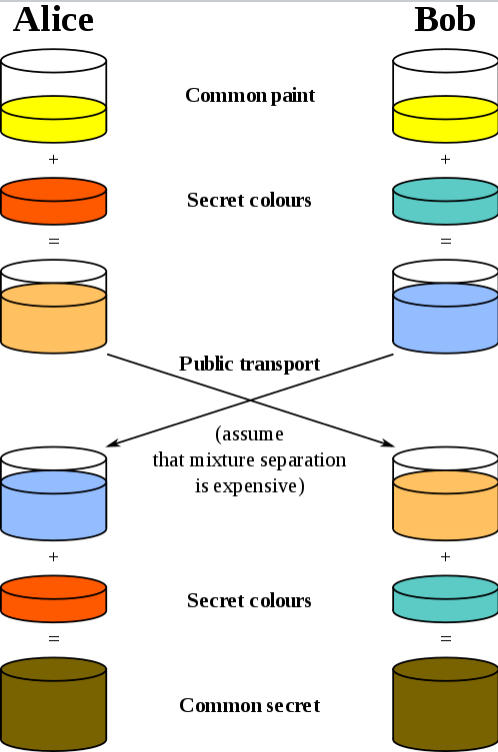 Alice
Bob
Common paint
+
+
Secret colours
=
=
Public transport
(assume
that mixture separation
is expensive)
+
+
Secret colours
=
=
Common secret